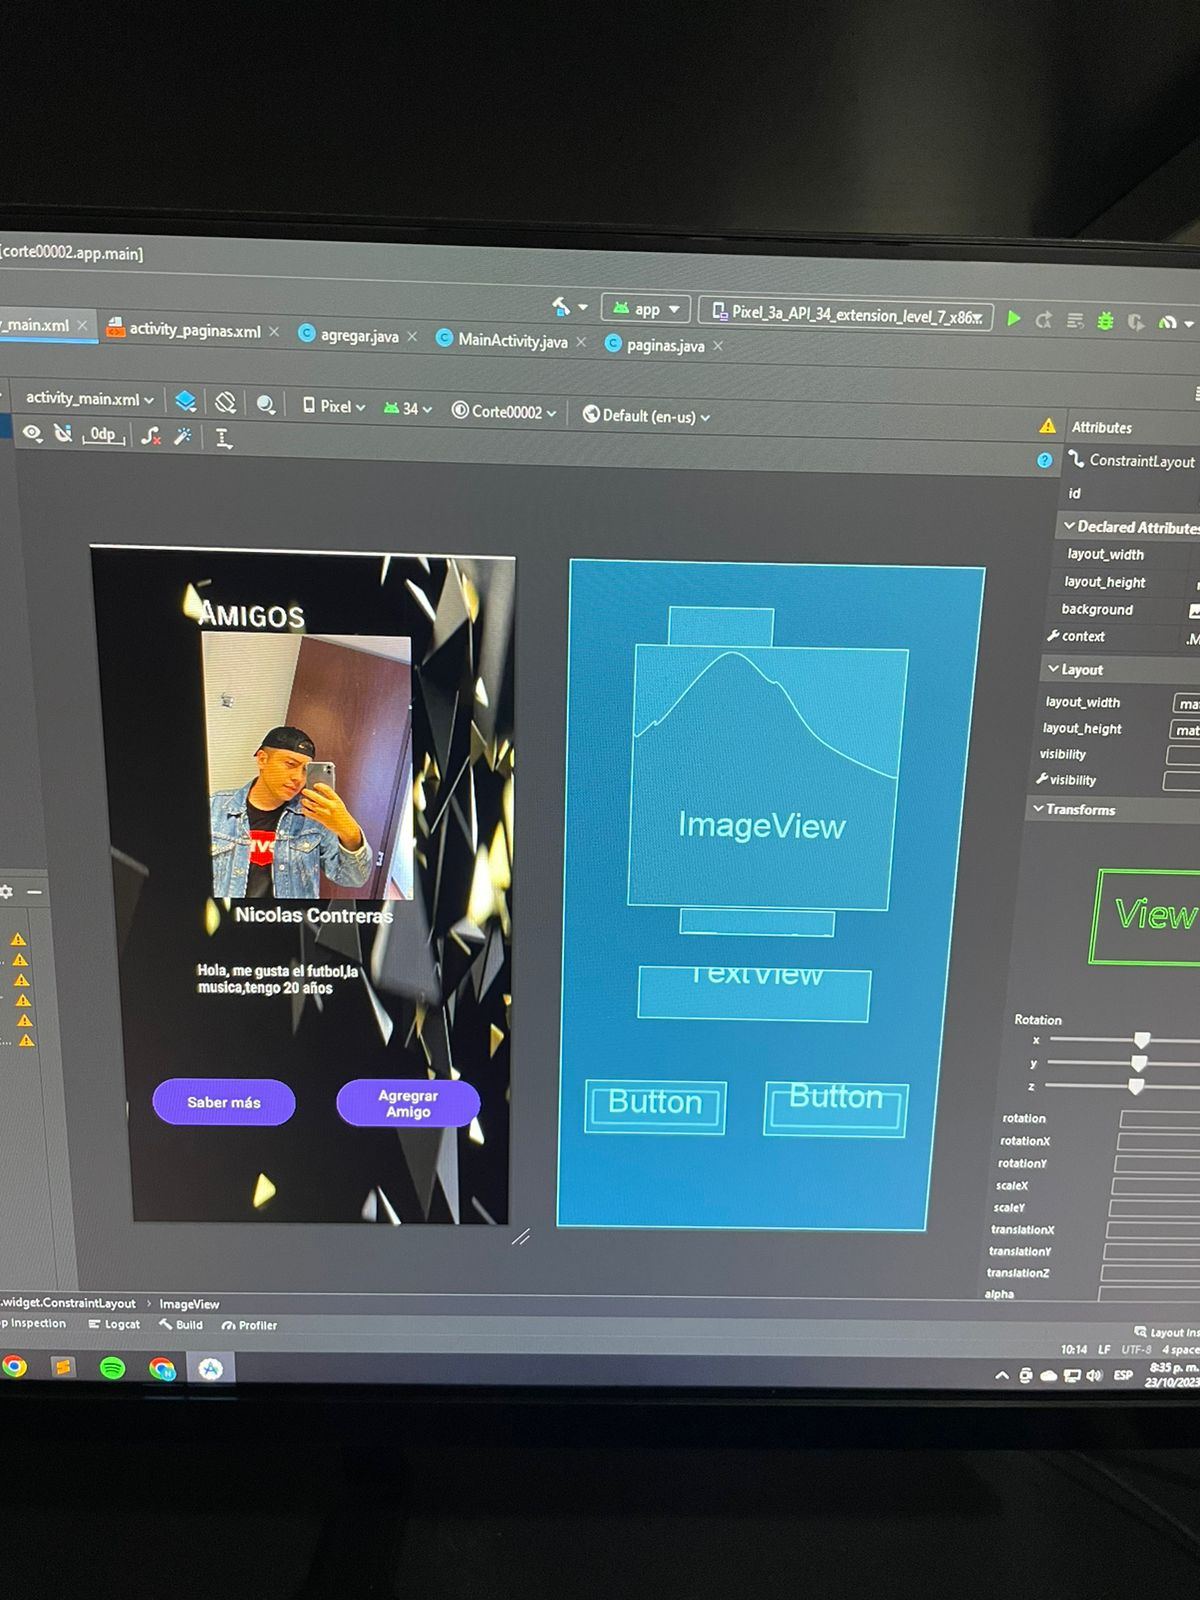 [corte00002.app.main]
app
Pixel_3a_API_34_extension_level_7_x86...
_main.xml
activity_paginas.xml
agregar.java
MainActivity.java
paginas.java
activity_main.xml
Pixel
34
Corte00002
Default (en-us)
0dp
Attributes
ConstraintLayout
id
Declared Attributes
layout_width
layout_height
background
context
.M
Layout
layout_width
ma
layout_height
mat
visibility
visibility
Transforms
AMIGOS
Nicolas Contreras
Hola, me gusta el futbol,la
musica,tengo 20 años
Saber más
Agregrar
Amigo
ImageView
TextView
Button
Button
View
Rotation
x
y
z
rotation
rotationX
rotationY
scaleX
scaleY
translationX
translationY
translationZ
alpha
.widget.ConstraintLayout
ImageView
p Inspection
Logcat
Build
Profiler
Layout Ins
10:14
LF
UTF-8
4 space
ESP
8:35 p. m.
23/10/2023